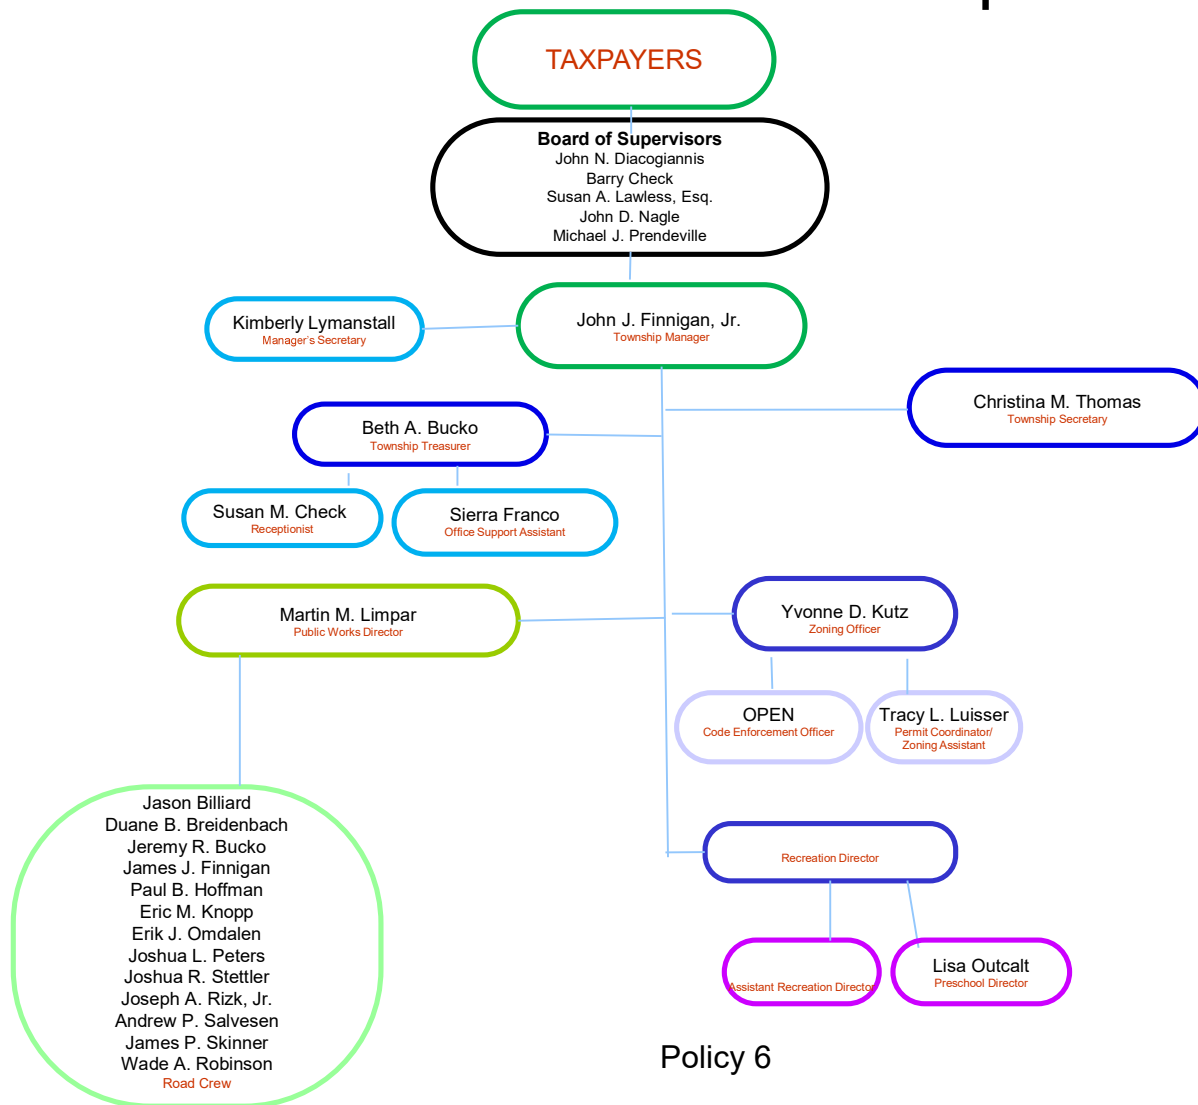 TAXPAYERS
Board of Supervisors
John N. Diacogiannis
Barry Check
Susan A. Lawless, Esq.
John D. Nagle
Michael J. Prendeville
Kimberly Lymanstall
Manager's Secretary
John J. Finnigan, Jr.
Township Manager
Christina M. Thomas
Township Secretary
Beth A. Bucko
Township Treasurer
Susan M. Check
Receptionist
Sierra Franco
Office Support Assistant
Martin M. Limpar
Public Works Director
Yvonne D. Kutz
Zoning Officer
OPEN
Code Enforcement Officer
Tracy L. Luisser
Permit Coordinator/
Zoning Assistant
Jason Billiard
Duane B. Breidenbach
Jeremy R. Bucko
James J. Finnigan
Paul B. Hoffman
Eric M. Knopp
Erik J. Omdalen
Joshua L. Peters
Joshua R. Stettler
Joseph A. Rizk, Jr.
Andrew P. Salvesen
James P. Skinner
Wade A. Robinson
Road Crew
Recreation Director
Assistant Recreation Director
Lisa Outcalt
Preschool Director
Policy 6